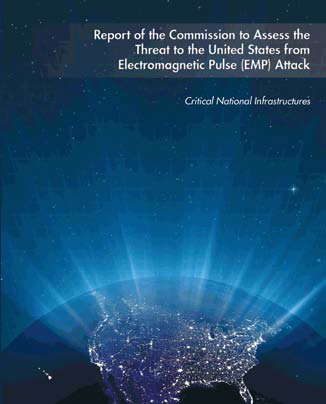 Report of the Commission to Assess the
Threat to the United States from
Electromagnetic Pulse (EMP) Attack
Critical National Infrastructures